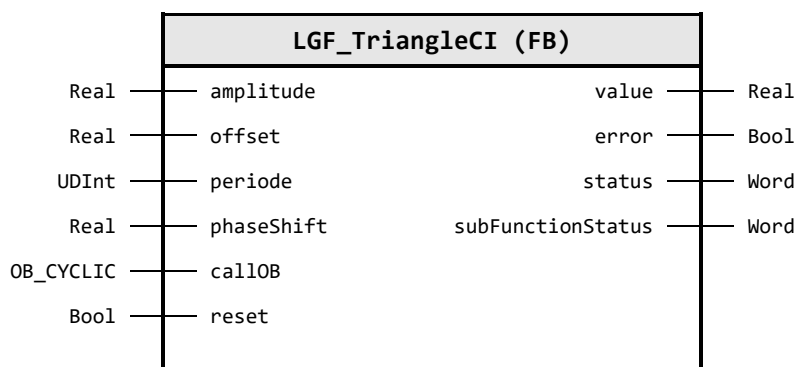 LGF_TriangleCI (FB)
Real amplitude value Real
Real offset error Bool
UDInt periode status Word
Real phaseShift subFunctionStatus Word
OB_CYCLIC callOB
Bool reset